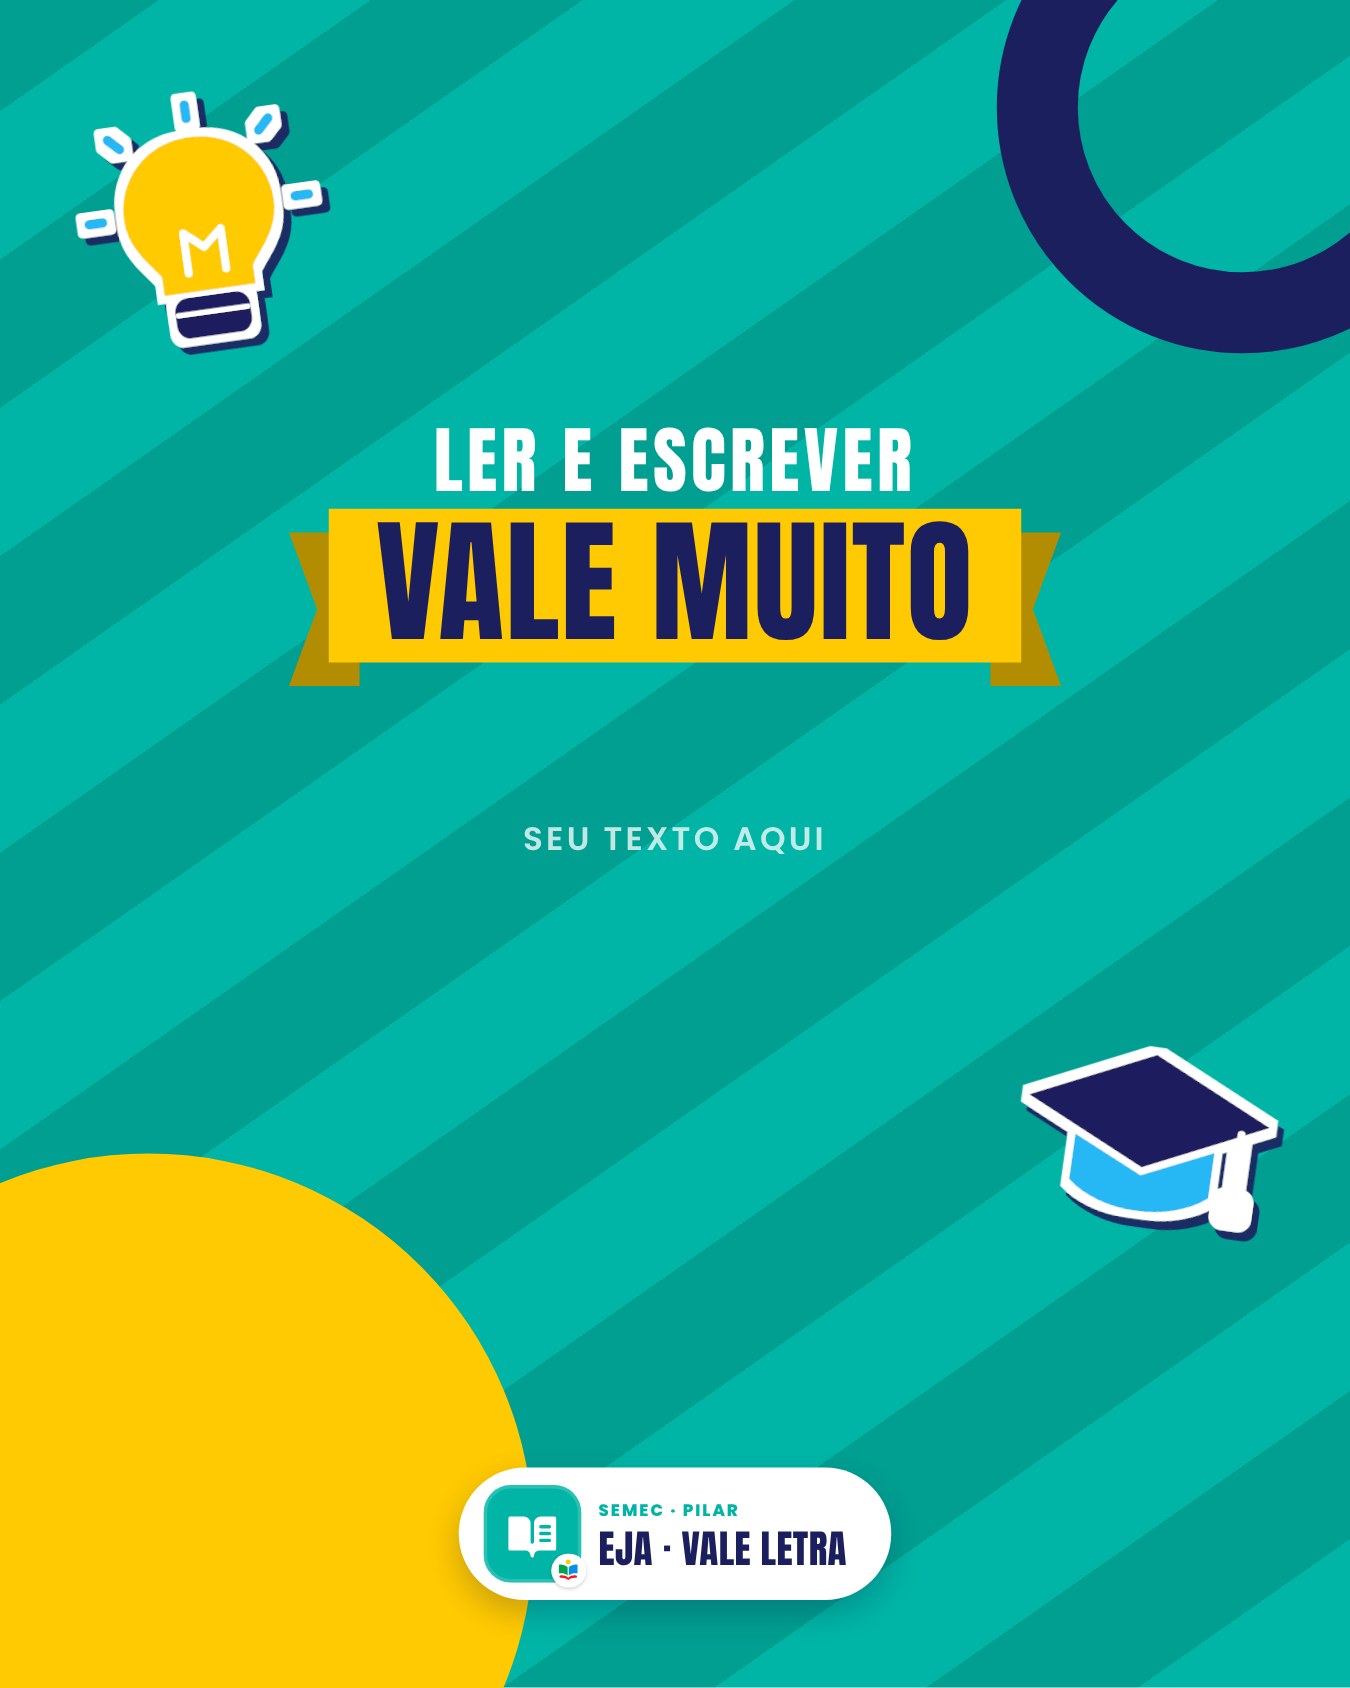 LER E ESCREVER
VALE MUITO
SEU TEXTO AQUI
SEMEC · PILAR
EJA · VALE LETRA